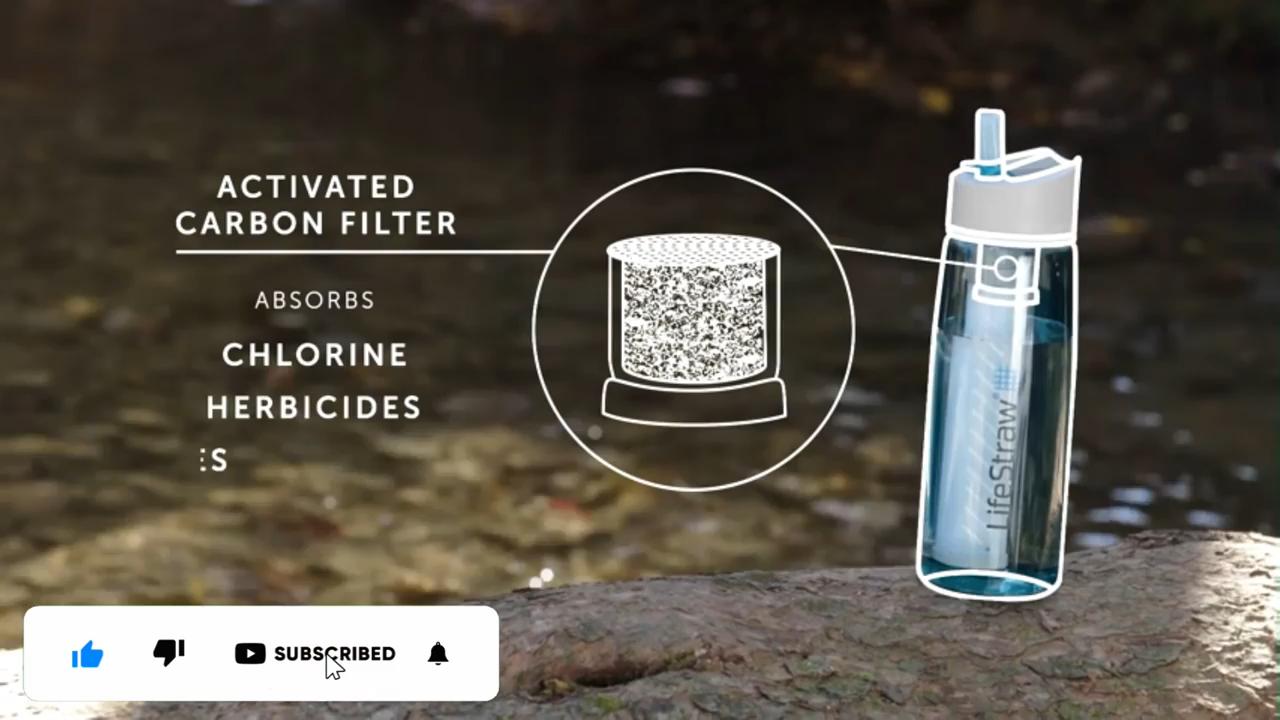 ACTIVATED
CARBON FILTER
ABSORBS
CHLORINE
HERBICIDES
LifeStraw
SUBSCRIBED